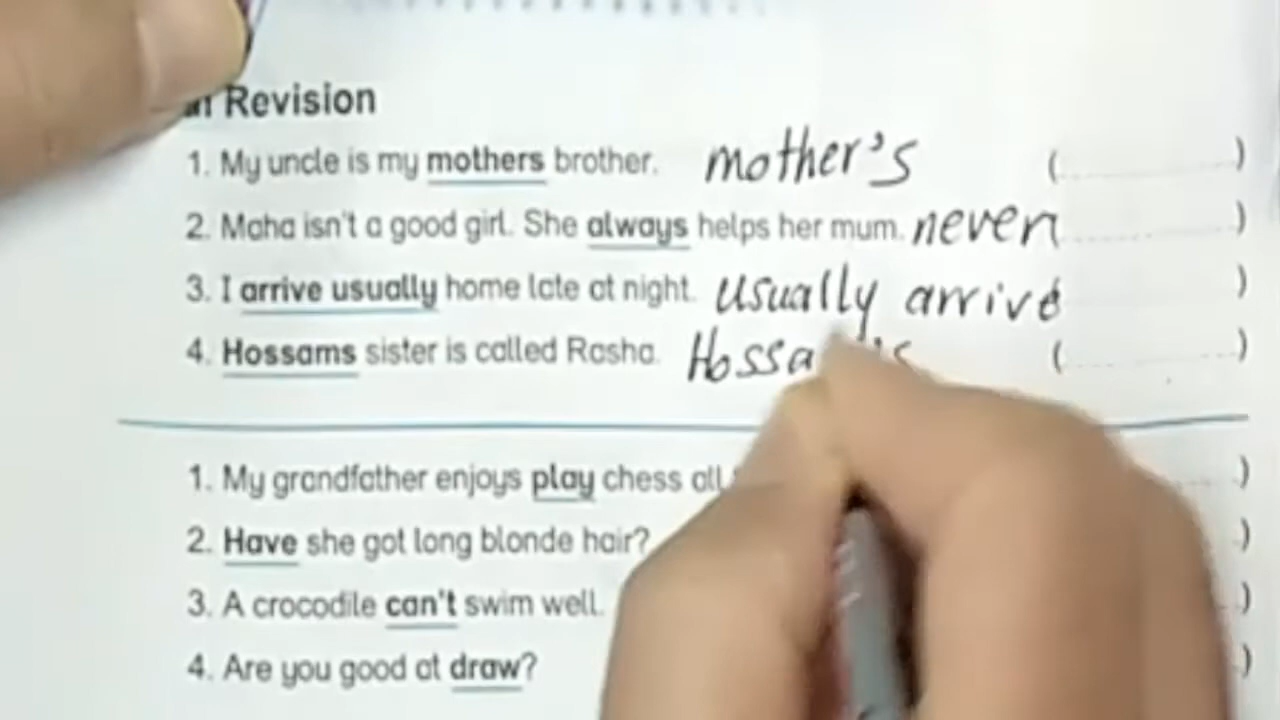 Revision
1. My uncle is my mothers brother. mother's (....................)
2. Maha isn't a good girl. She always helps her mum. never ....................)
3. I arrive usually home late at night. usually arrive )
4. Hossams sister is called Rasha. (....................)
1. My grandfather enjoys play chess all )
2. Have she got long blonde hair? )
3. A crocodile can't swim well. )
4. Are you good at draw? )